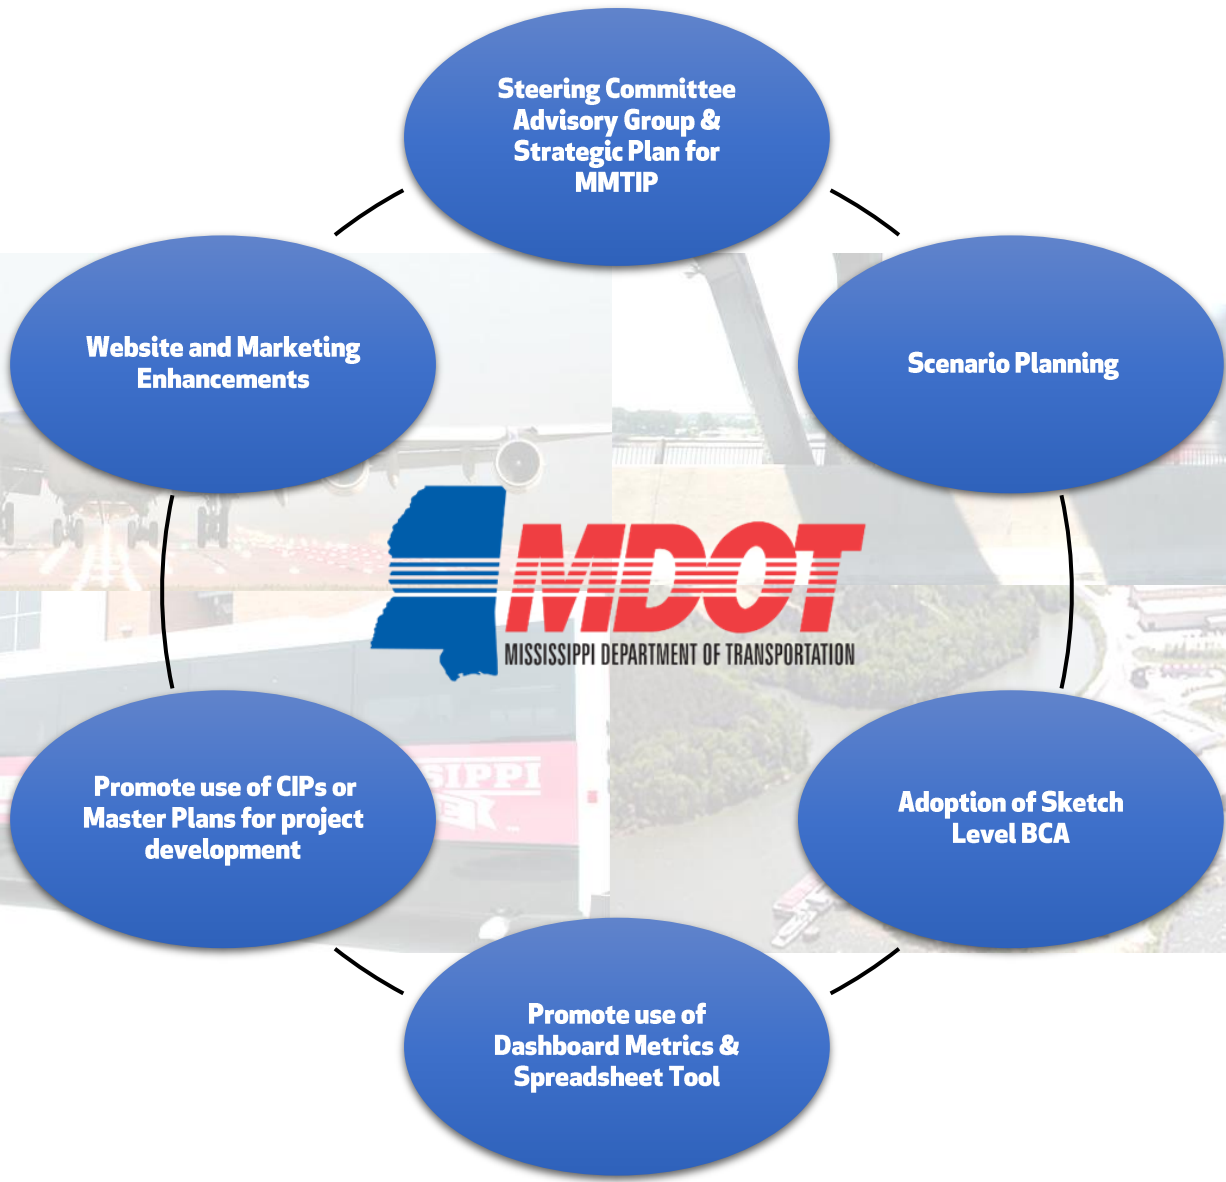 Steering Committee
Advisory Group &
Strategic Plan for
MMTIP
Website and Marketing
Enhancements
Scenario Planning
MDOT
MISSISSIPPI DEPARTMENT OF TRANSPORTATION
SIPPI
Promote use of CIPs or
Master Plans for project
development
Adoption of Sketch
Level BCA
Promote use of
Dashboard Metrics &
Spreadsheet Tool